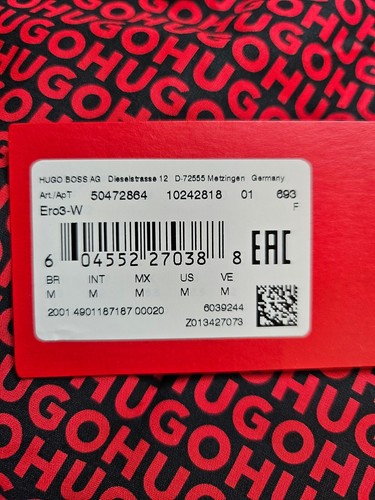 HUGO BOSS AG Dieselstrasse 12 D-72555 Metzingen Germany
Art./АрТ 50472864 10242818 01 693
Ero3-W F
6 04552 27038 8 EAC
BR INT MX US VE
M M M M M
2001 4901187187 00020 6039244
Z013427073
HUGO HUGO HUGO